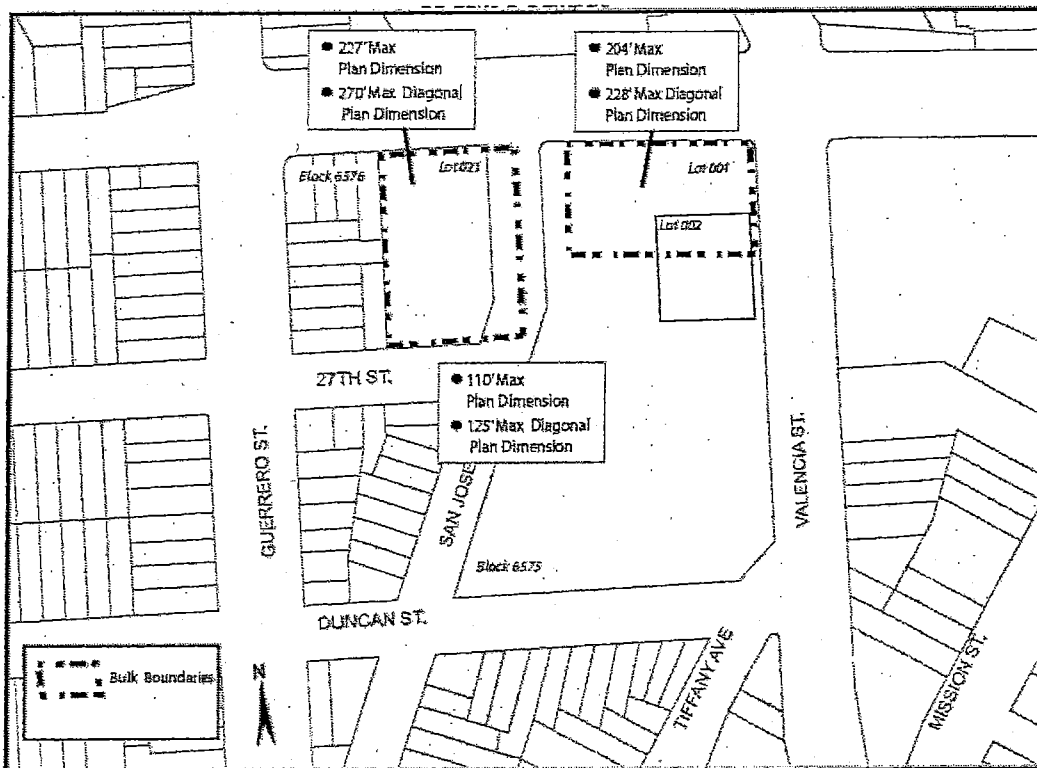 ● 227' Max
Plan Dimension
● 270' Max Diagonal
Plan Dimension
● 204' Max
Plan Dimension
● 228' Max Diagonal
Plan Dimension
Block 6576
Lot 021
Lot 001
Lot 002
27TH ST.
● 110' Max
Plan Dimension
● 125' Max Diagonal
Plan Dimension
GUERRERO ST.
SAN JOSE
VALENCIA ST.
Block 6575
DUNCAN ST.
TIFFANY AVE
MISSION ST.
Bulk Boundaries
N